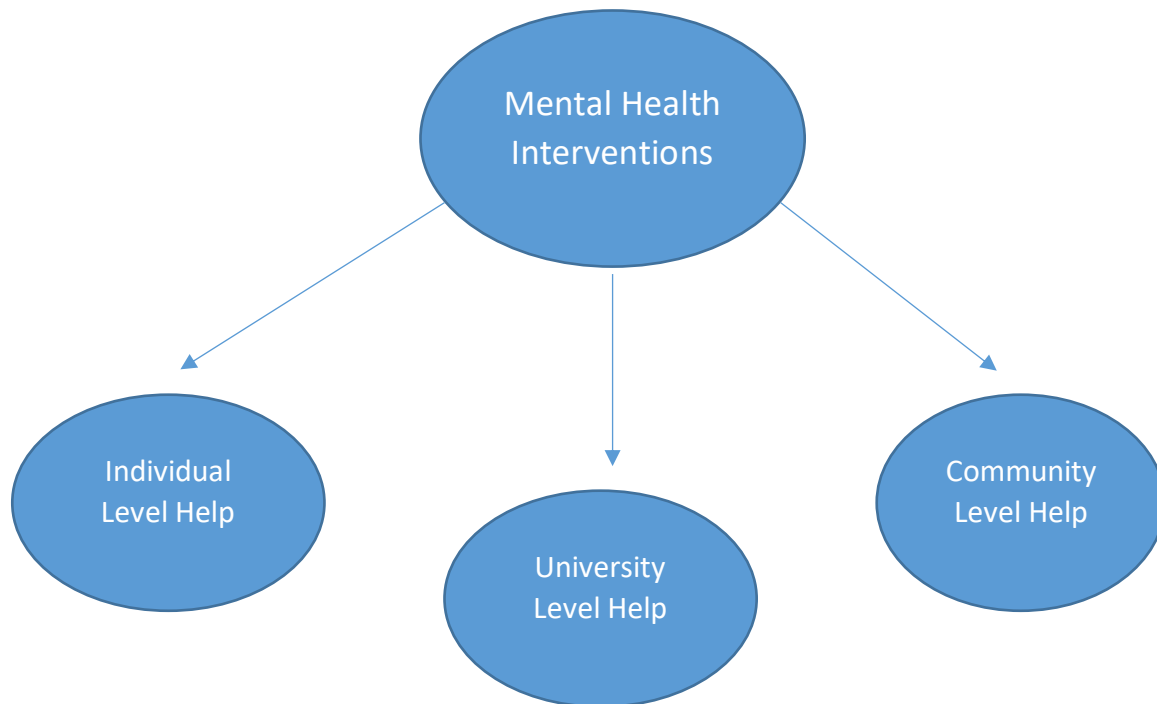 Mental Health
Interventions
Individual
Level Help
University
Level Help
Community
Level Help